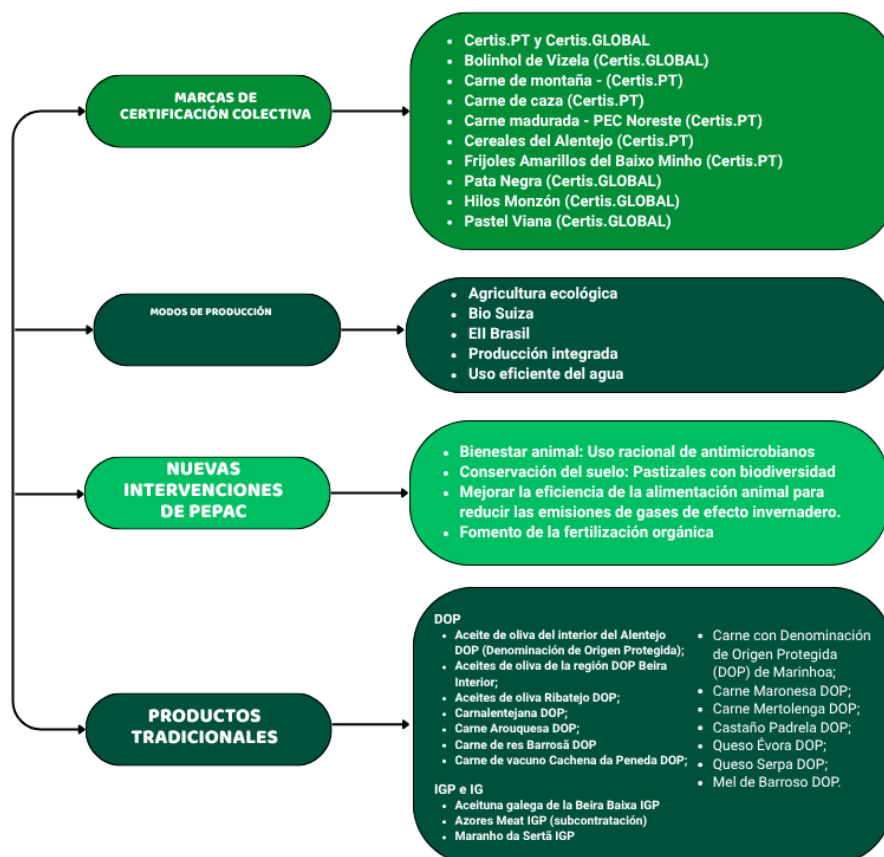 MARCAS DE
CERTIFICACIÓN COLECTIVA
Certis.PT y Certis.GLOBAL
Bolinhol de Vizela (Certis.GLOBAL)
Carne de montaña - (Certis.PT)
Carne de caza (Certis.PT)
Carne madurada - PEC Noreste (Certis.PT)
Cereales del Alentejo (Certis.PT)
Frijoles Amarillos del Baixo Minho (Certis.PT)
Pata Negra (Certis.GLOBAL)
Hilos Monzón (Certis.GLOBAL)
Pastel Viana (Certis.GLOBAL)
MODOS DE PRODUCCIÓN
Agricultura ecológica
Bio Suiza
EII Brasil
Producción integrada
Uso eficiente del agua
NUEVAS
INTERVENCIONES
DE PEPAC
Bienestar animal: Uso racional de antimicrobianos
Conservación del suelo: Pastizales con biodiversidad
Mejorar la eficiencia de la alimentación animal para
reducir las emisiones de gases de efecto invernadero.
Fomento de la fertilización orgánica
PRODUCTOS
TRADICIONALES
DOP
Aceite de oliva del interior del Alentejo
DOP (Denominación de Origen Protegida);
Aceites de oliva de la región DOP Beira
Interior;
Aceites de oliva Ribatejo DOP;
Carnalentejana DOP;
Carne Arouquesa DOP;
Carne de res Barrosã DOP
Carne de vacuno Cachena da Peneda DOP;
IGP e IG
Aceituna galega de la Beira Baixa IGP
Azores Meat IGP (subcontratación)
Maranho da Sertã IGP
Carne con Denominación
de Origen Protegida
(DOP) de Marinhoa;
Carne Maronesa DOP;
Carne Mertolenga DOP;
Castaño Padrela DOP;
Queso Évora DOP;
Queso Serpa DOP;
Mel de Barroso DOP.